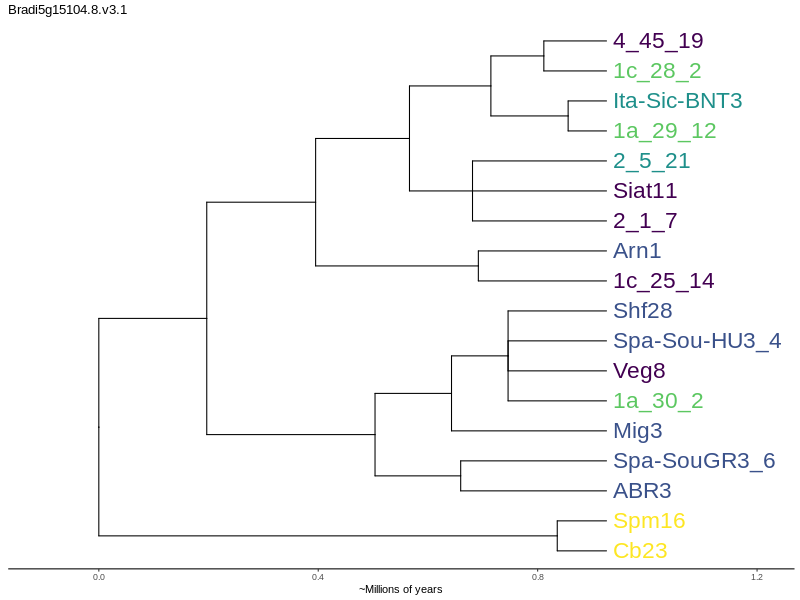 Bradi5g15104.8.v3.1
4_45_19
1c_28_2
Ita-Sic-BNT3
1a_29_12
2_5_21
Siat11
2_1_7
Arn1
1c_25_14
Shf28
Spa-Sou-HU3_4
Veg8
1a_30_2
Mig3
Spa-SouGR3_6
ABR3
Spm16
Cb23
0.0 0.4 0.8 1.2
~Millions of years